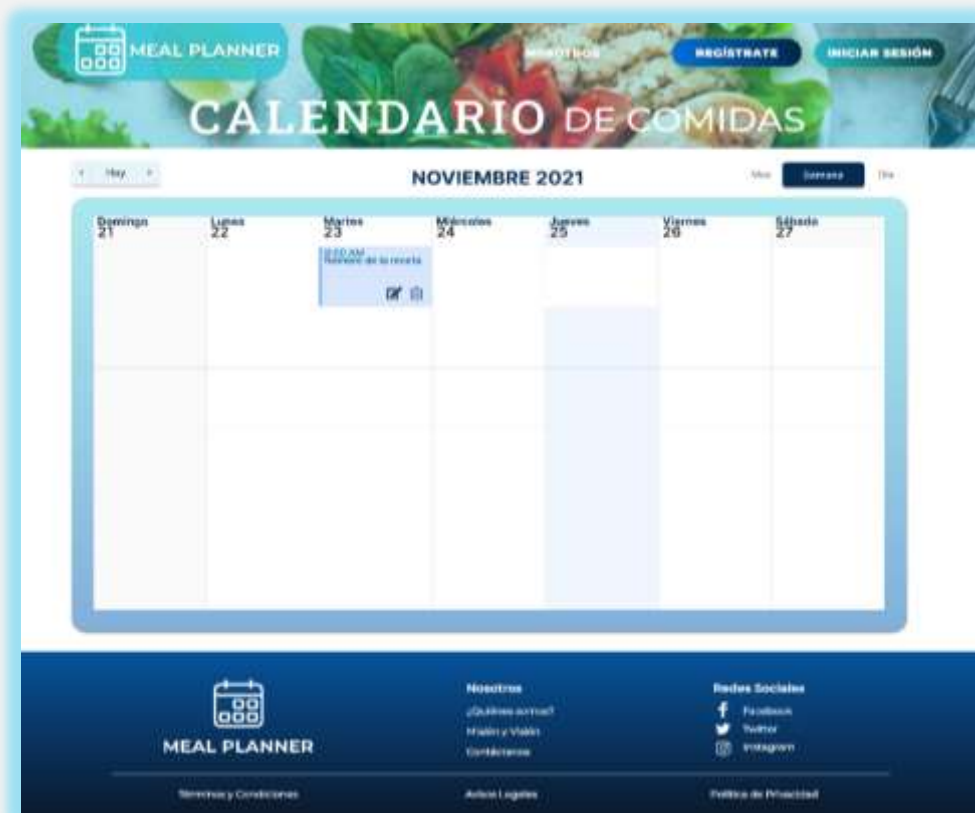 MEAL PLANNER
NOSOTROS
REGÍSTRATE
INICIAR SESIÓN
CALENDARIO DE COMIDAS
Hoy
NOVIEMBRE 2021
Mes
Semana
Día
Domingo
21
Lunes
22
Martes
23
Miércoles
24
Jueves
25
Viernes
26
Sábado
27
Nombre de la receta
Nosotros
¿Quiénes somos?
Misión y Visión
Contáctanos
Redes Sociales
Facebook
Twitter
Instagram
MEAL PLANNER
Términos y Condiciones
Avisos Legales
Política de Privacidad